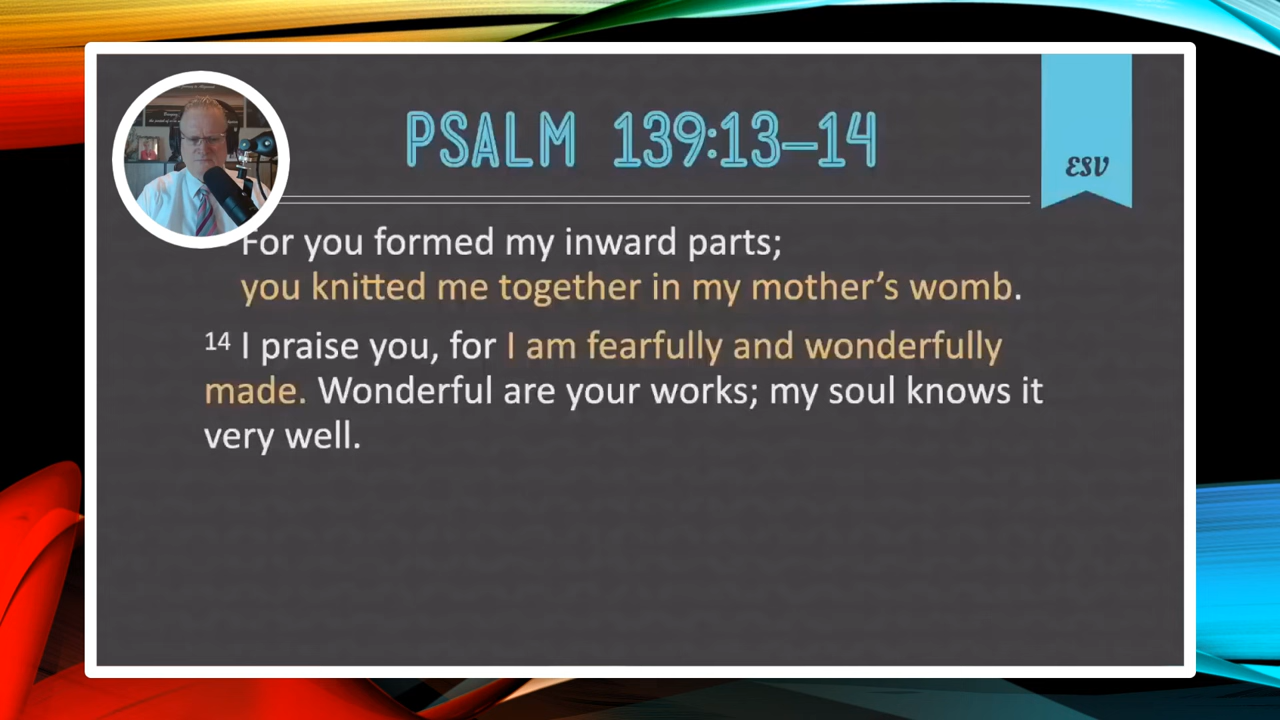 PSALM 139:13–14
ESV
For you formed my inward parts;
you knitted me together in my mother’s womb.
14 I praise you, for I am fearfully and wonderfully
made. Wonderful are your works; my soul knows it
very well.